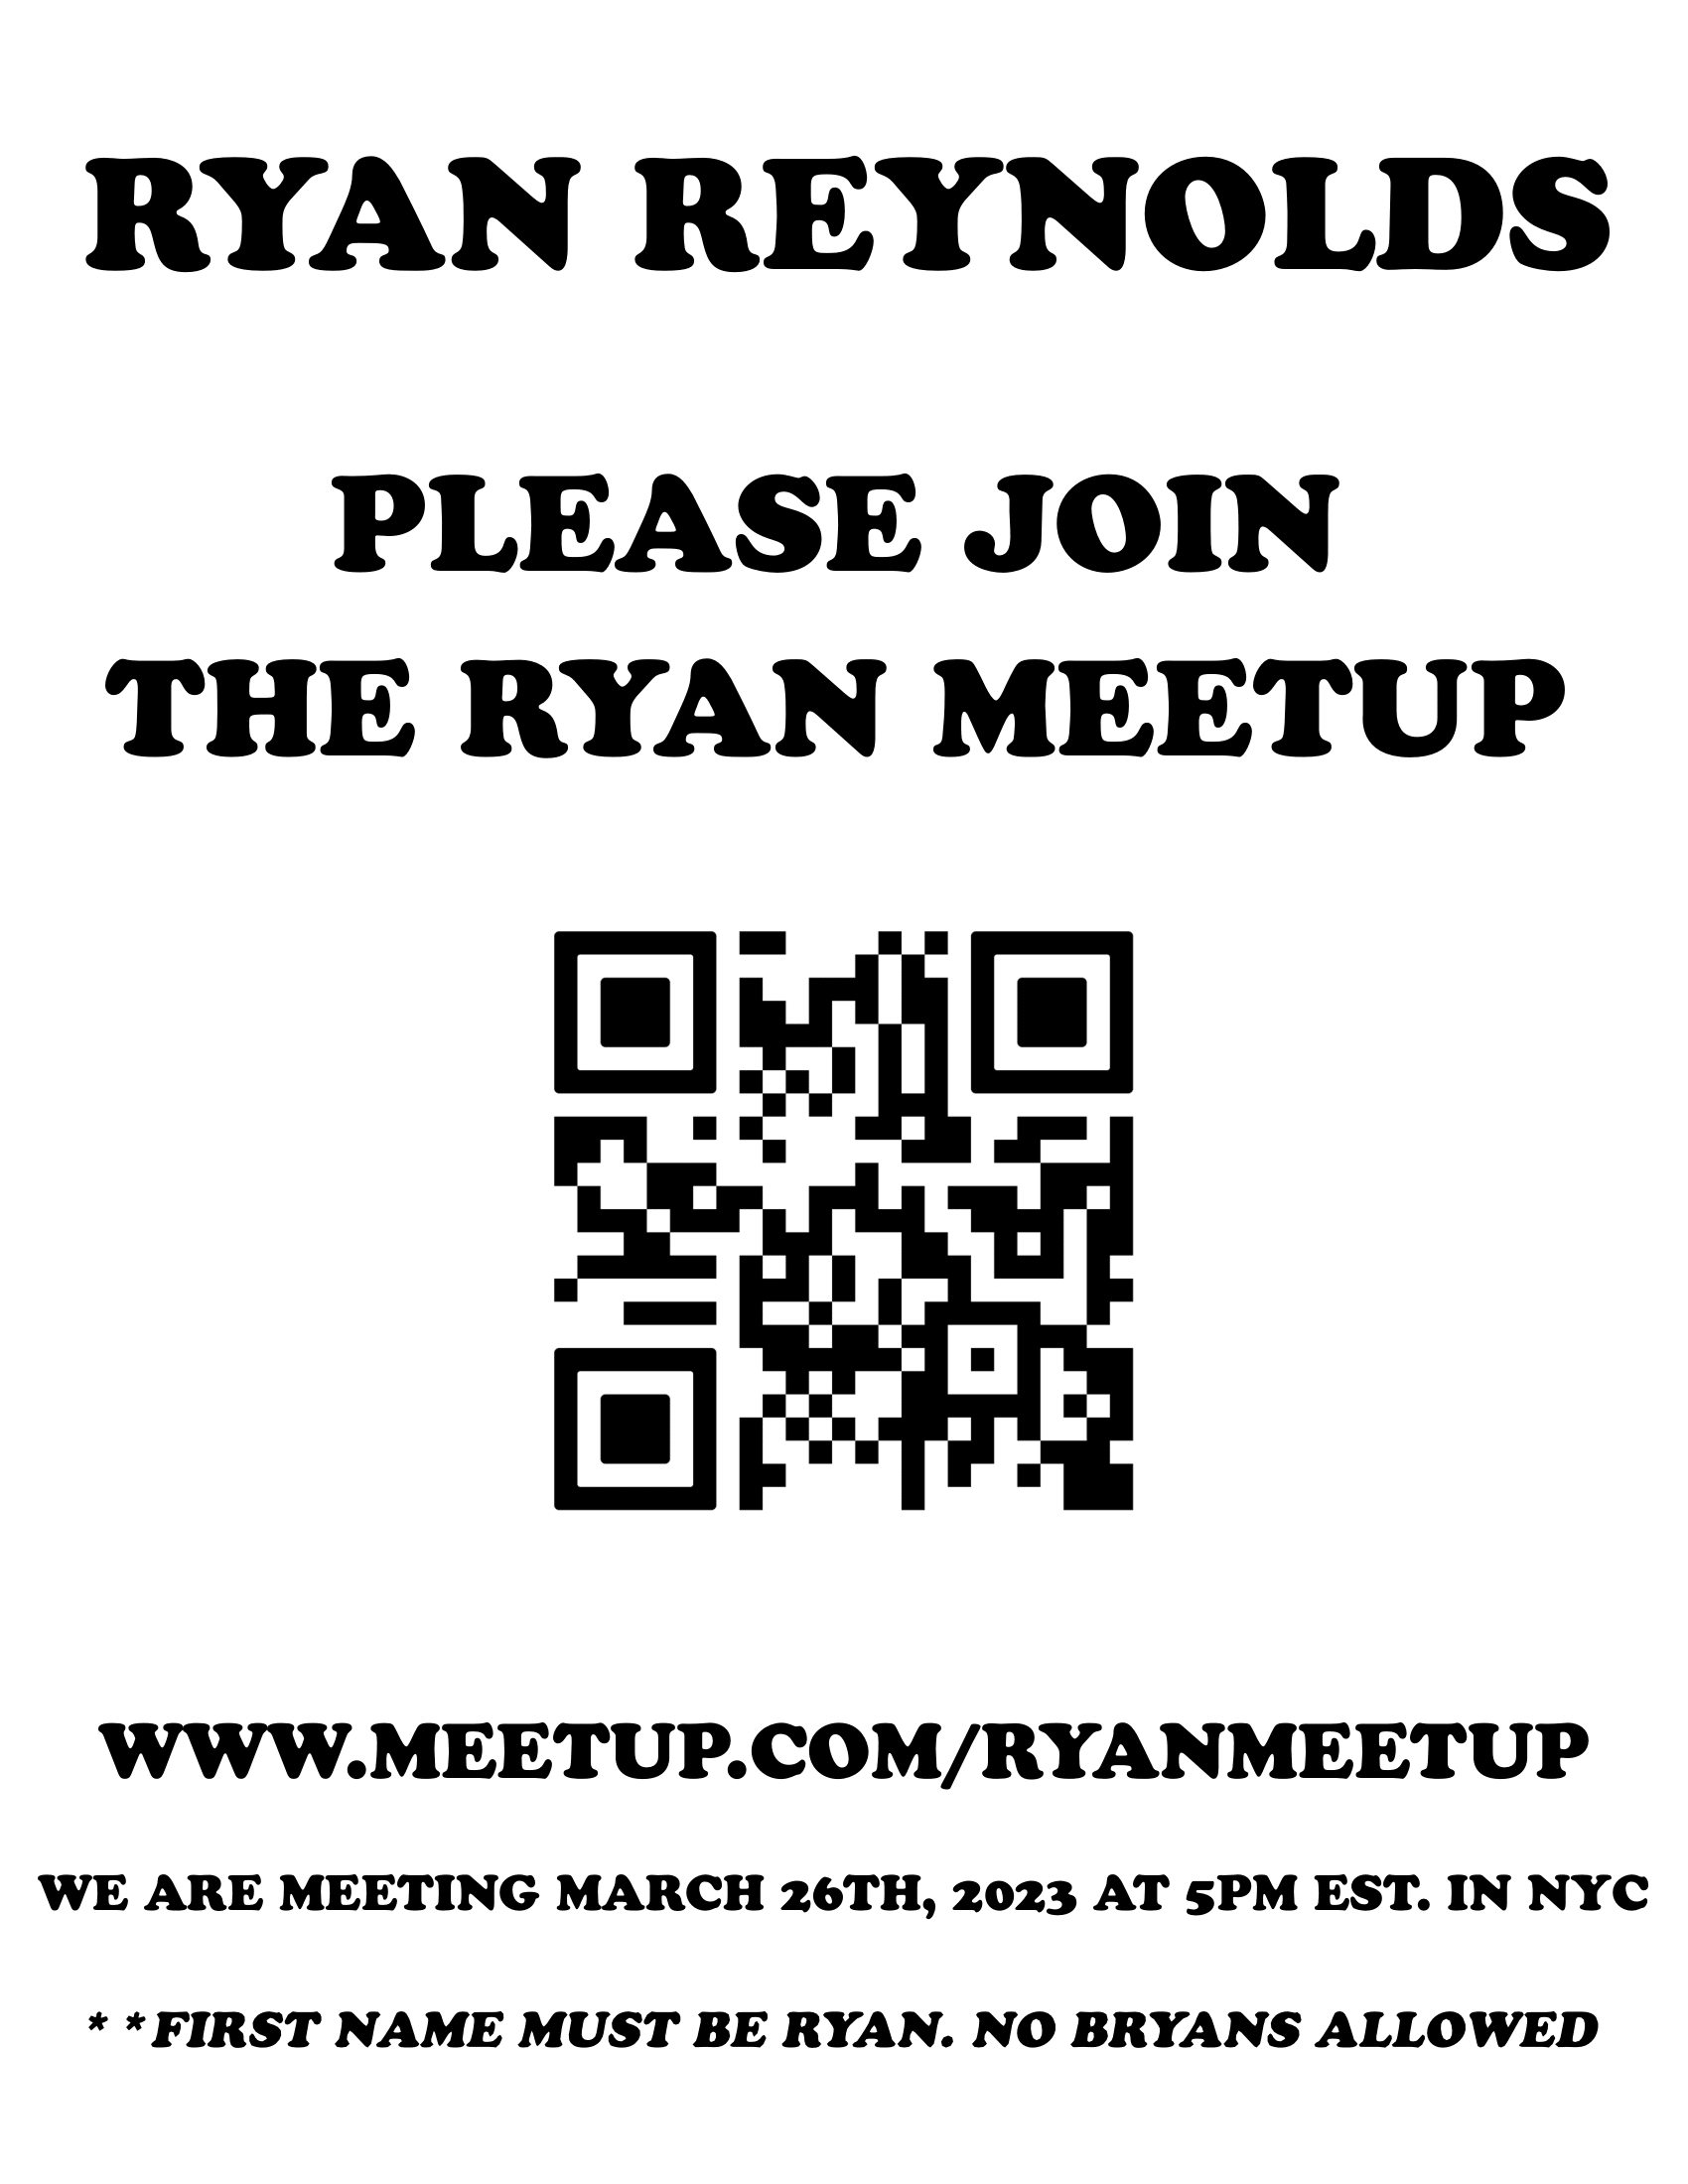 RYAN REYNOLDS
PLEASE JOIN
THE RYAN MEETUP
WWW.MEETUP.COM/RYANMEETUP
WE ARE MEETING MARCH 26TH, 2023 AT 5PM EST. IN NYC
* *FIRST NAME MUST BE RYAN. NO BRYANS ALLOWED